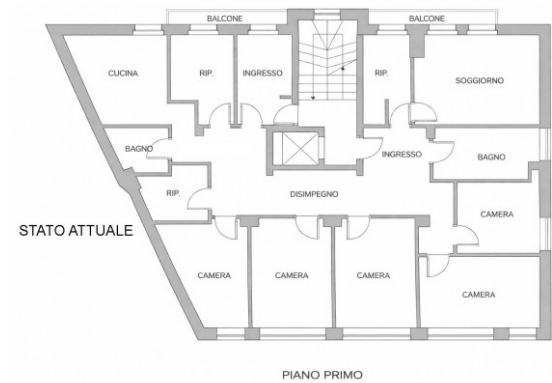 BALCONE
BALCONE
CUCINA
RIP.
INGRESSO
RIP.
SOGGIORNO
BAGNO
INGRESSO
BAGNO
RIP.
DISIMPEGNO
CAMERA
STATO ATTUALE
CAMERA
CAMERA
CAMERA
CAMERA
PIANO PRIMO